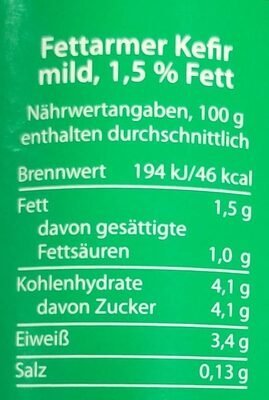 Fettarmer Kefir
mild, 1,5 % Fett
Nährwertangaben, 100 g
enthalten durchschnittlich
Brennwert 194 kJ/46 kcal
Fett 1,5 g
davon gesättigte
Fettsäuren 1,0 g
Kohlenhydrate 4,1 g
davon Zucker 4,1 g
Eiweiß 3,4 g
Salz 0,13 g